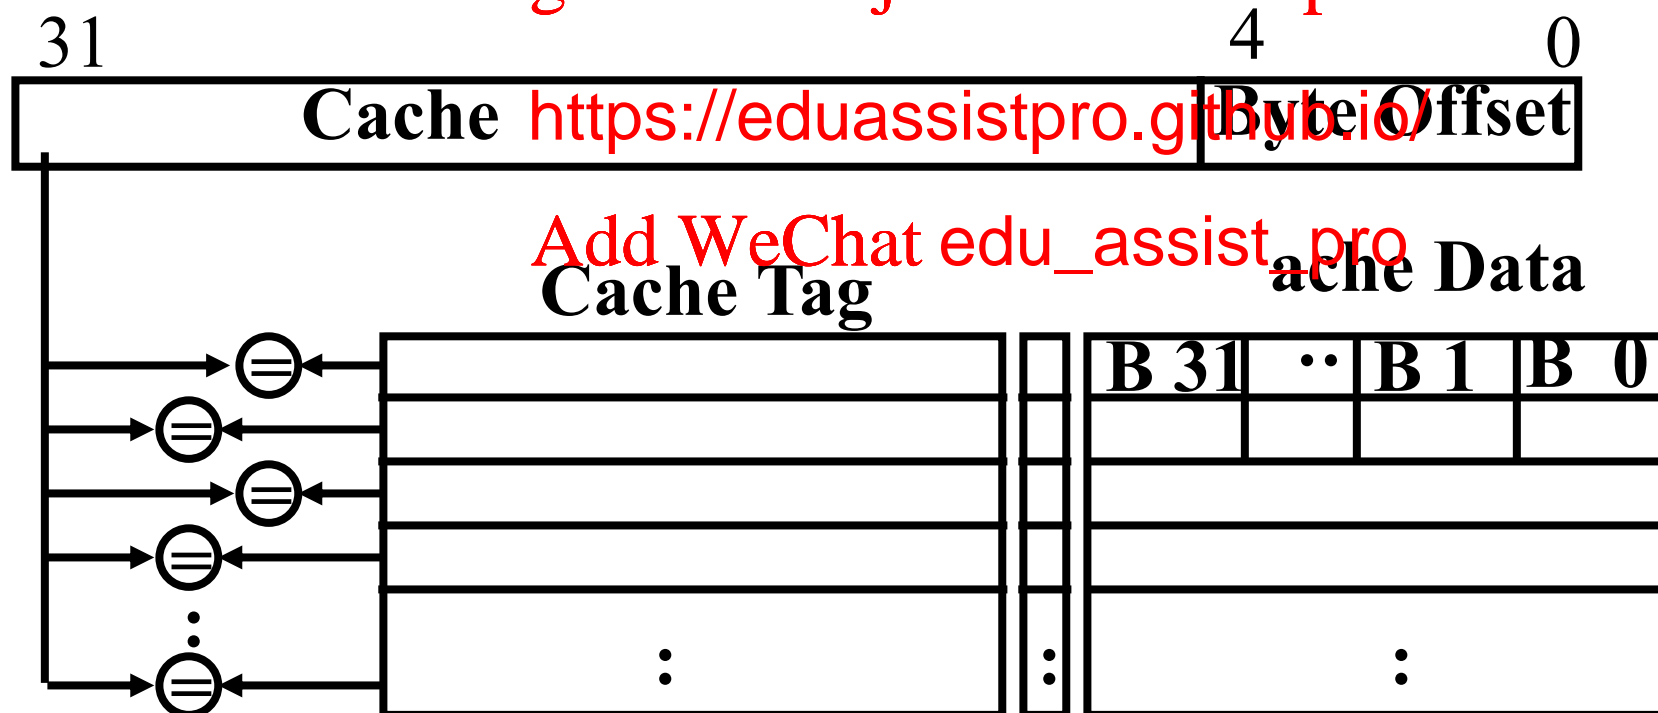 31 4 0
Cache https://eduassistpro.github.io/ Byte Offset
Add WeChat edu_assist_pro
Cache Tag ache Data
= B 31 ·· B 1 B 0
=
=
=
:
= : : :